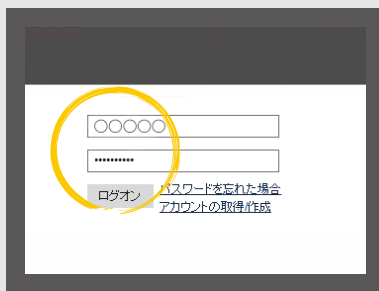 ○○○○○
••••••••••
ログオン
パスワードを忘れた場合
アカウントの取得/作成